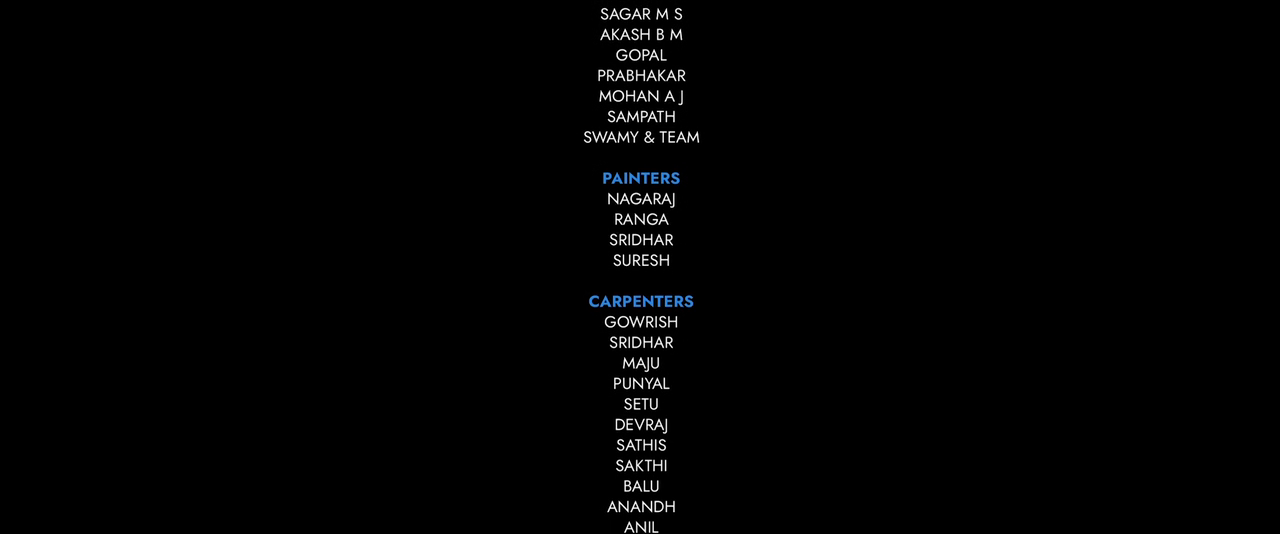 SAGAR M S
AKASH B M
GOPAL
PRABHAKAR
MOHAN A J
SAMPATH
SWAMY & TEAM
PAINTERS
NAGARAJ
RANGA
SRIDHAR
SURESH
CARPENTERS
GOWRISH
SRIDHAR
MAJU
PUNYAL
SETU
DEVRAJ
SATHIS
SAKTHI
BALU
ANANDH
ANIL